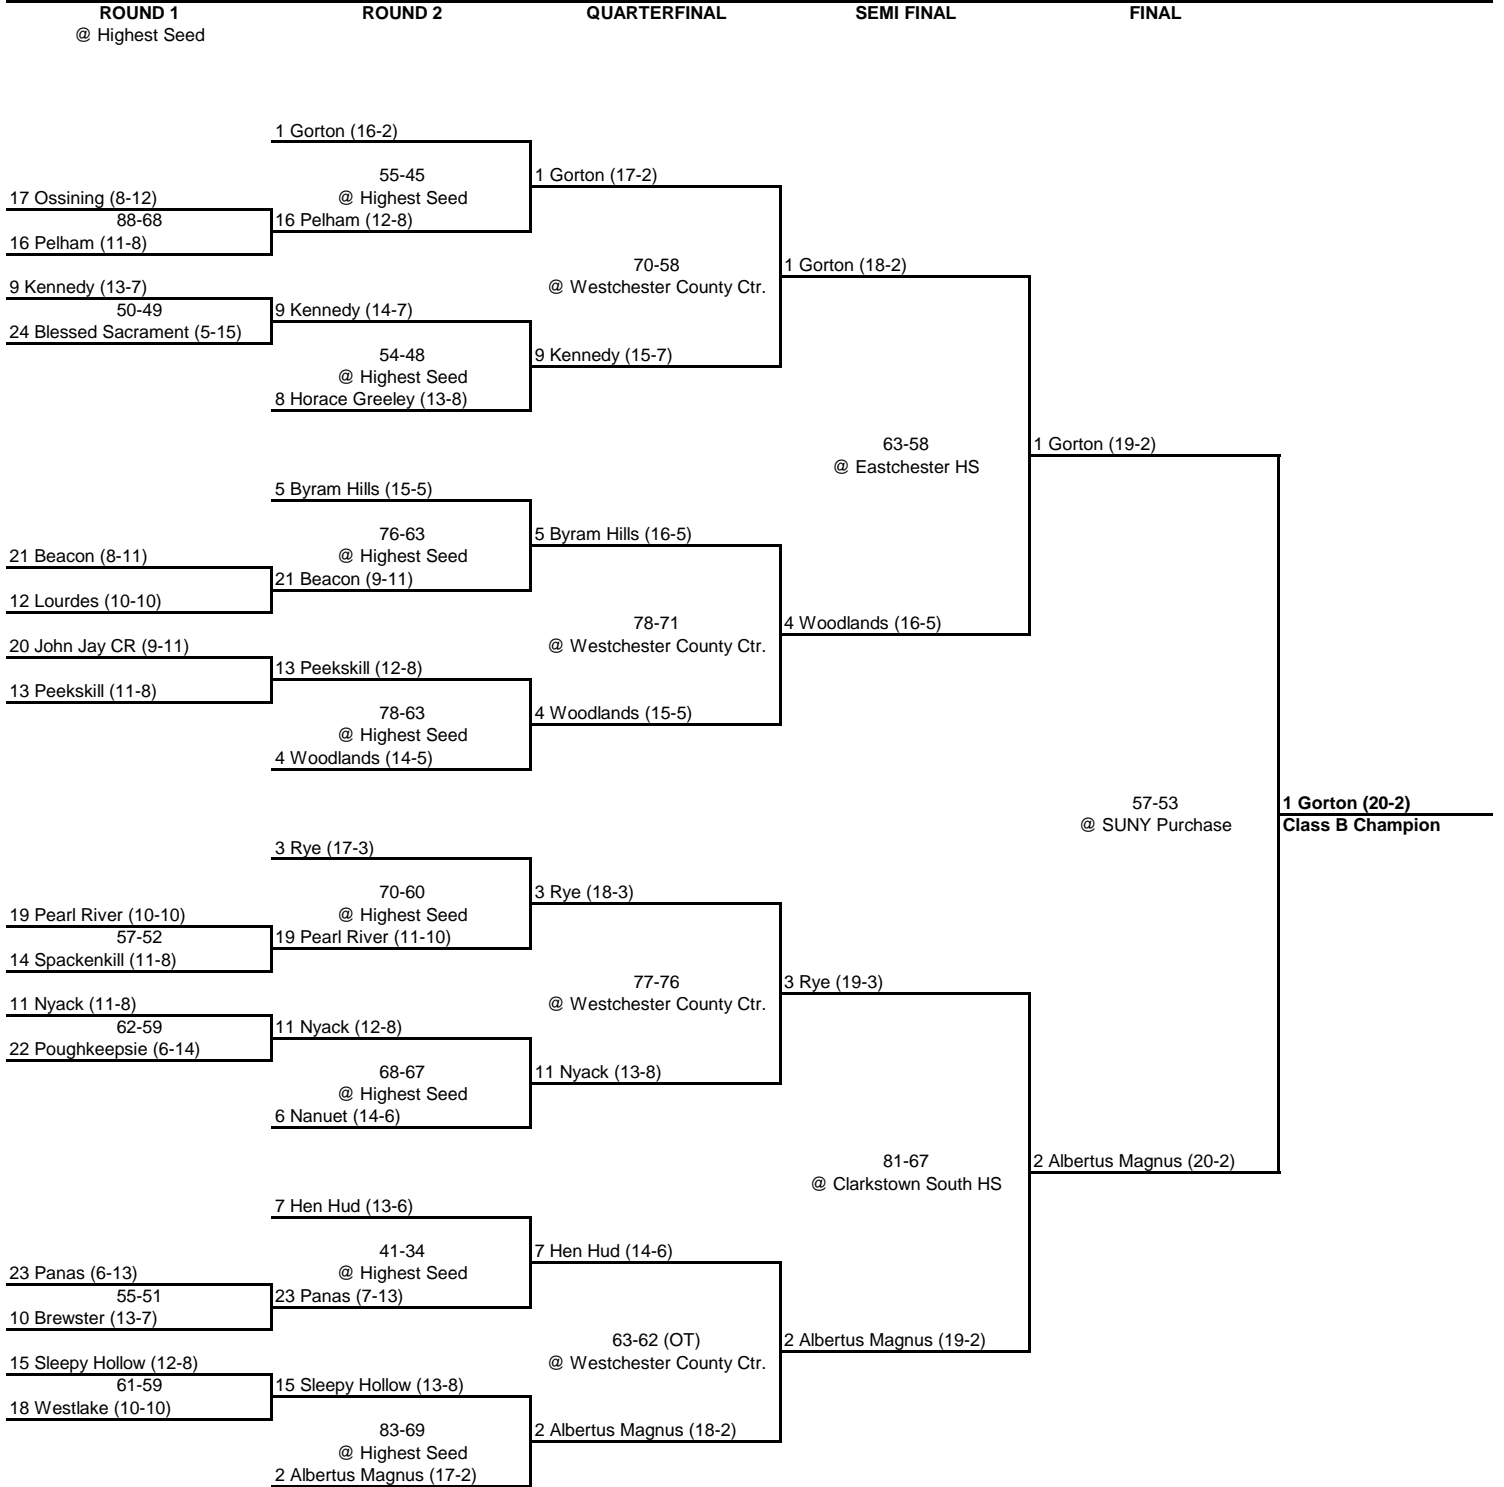 ROUND 1 ROUND 2 QUARTERFINAL SEMI FINAL FINAL
@ Highest Seed
1 Gorton (16-2)
55-45
1 Gorton (17-2)
17 Ossining (8-12)
@ Highest Seed
88-68
16 Pelham (12-8)
16 Pelham (11-8)
70-58
1 Gorton (18-2)
9 Kennedy (13-7)
@ Westchester County Ctr.
50-49
9 Kennedy (14-7)
24 Blessed Sacrament (5-15)
54-48
9 Kennedy (15-7)
@ Highest Seed
8 Horace Greeley (13-8)
63-58
1 Gorton (19-2)
@ Eastchester HS
5 Byram Hills (15-5)
76-63
5 Byram Hills (16-5)
21 Beacon (8-11)
@ Highest Seed
21 Beacon (9-11)
12 Lourdes (10-10)
78-71
4 Woodlands (16-5)
20 John Jay CR (9-11)
@ Westchester County Ctr.
13 Peekskill (12-8)
13 Peekskill (11-8)
78-63
4 Woodlands (15-5)
@ Highest Seed
4 Woodlands (14-5)
57-53
1 Gorton (20-2)
@ SUNY Purchase
Class B Champion
3 Rye (17-3)
70-60
3 Rye (18-3)
19 Pearl River (10-10)
@ Highest Seed
57-52
19 Pearl River (11-10)
14 Spackenkill (11-8)
77-76
3 Rye (19-3)
11 Nyack (11-8)
@ Westchester County Ctr.
62-59
11 Nyack (12-8)
22 Poughkeepsie (6-14)
68-67
11 Nyack (13-8)
@ Highest Seed
6 Nanuet (14-6)
81-67
2 Albertus Magnus (20-2)
@ Clarkstown South HS
7 Hen Hud (13-6)
41-34
7 Hen Hud (14-6)
23 Panas (6-13)
@ Highest Seed
55-51
23 Panas (7-13)
10 Brewster (13-7)
63-62 (OT)
2 Albertus Magnus (19-2)
15 Sleepy Hollow (12-8)
@ Westchester County Ctr.
61-59
15 Sleepy Hollow (13-8)
18 Westlake (10-10)
83-69
2 Albertus Magnus (18-2)
@ Highest Seed
2 Albertus Magnus (17-2)